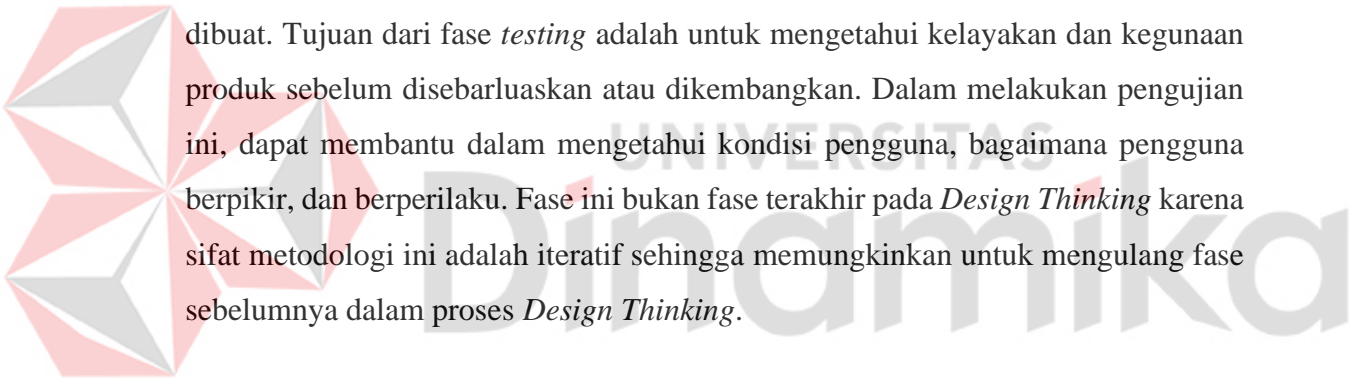 dibuat. Tujuan dari fase testing adalah untuk mengetahui kelayakan dan kegunaan
produk sebelum disebarluaskan atau dikembangkan. Dalam melakukan pengujian
ini, dapat membantu dalam mengetahui kondisi pengguna, bagaimana pengguna
UNIVERSITAS
berpikir, dan berperilaku. Fase ini bukan fase terakhir pada Design Thinking karena
Dinamika
sifat metodologi ini adalah iteratif sehingga memungkinkan untuk mengulang fase
sebelumnya dalam proses Design Thinking.